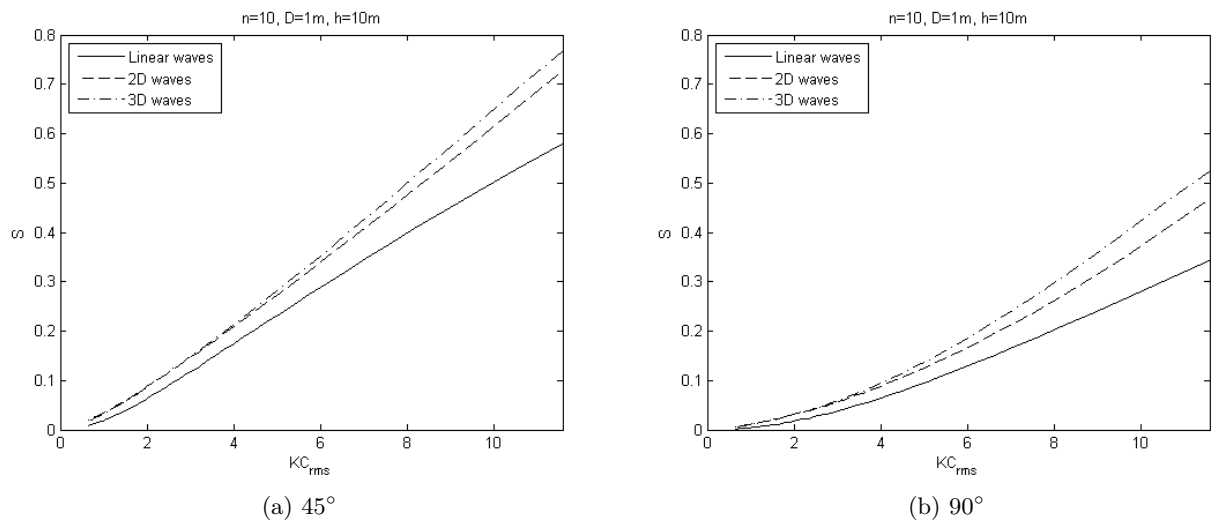 n=10, D=1m, h=10m
0.8
0.7
0.6
0.5
0.4
0.3
0.2
0.1
0
S
Linear waves
2D waves
3D waves
0 2 4 6 8 10
KC_rms
(a) 45°
n=10, D=1m, h=10m
0.8
0.7
0.6
0.5
0.4
0.3
0.2
0.1
0
S
Linear waves
2D waves
3D waves
0 2 4 6 8 10
KC_rms
(b) 90°